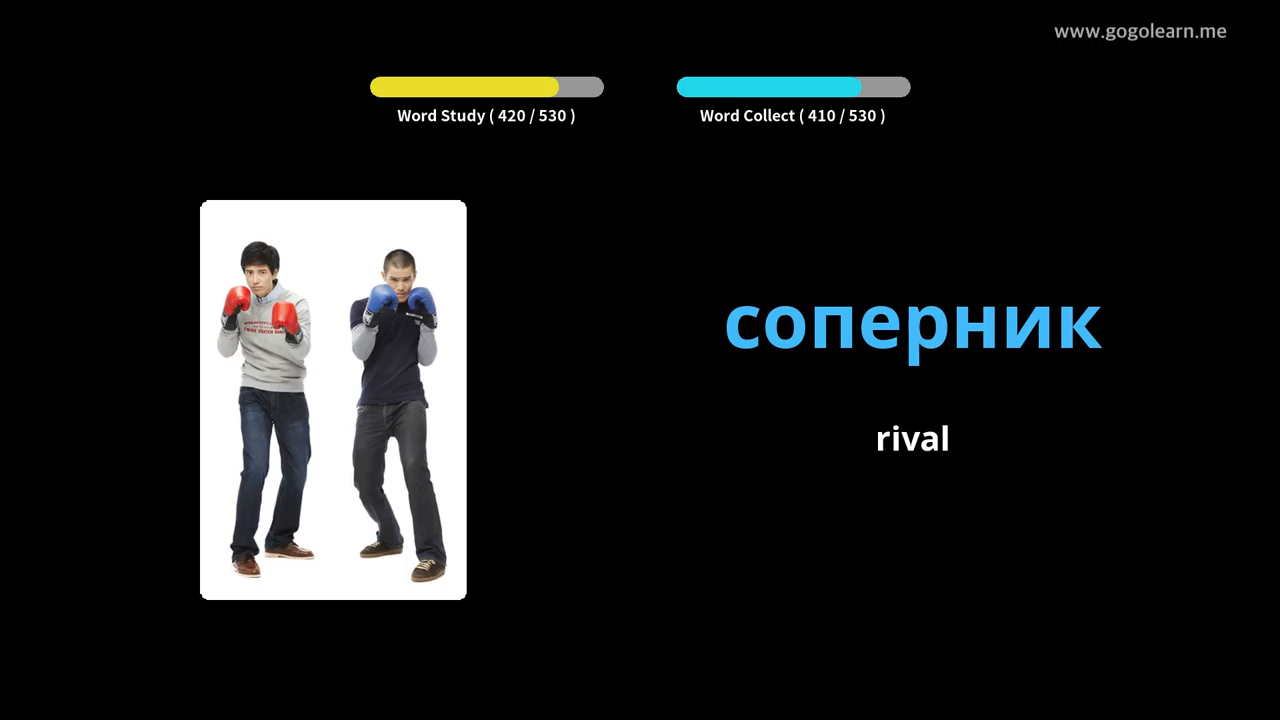 www.gogolearn.me
Word Study ( 420 / 530 )
Word Collect ( 410 / 530 )
соперник
rival